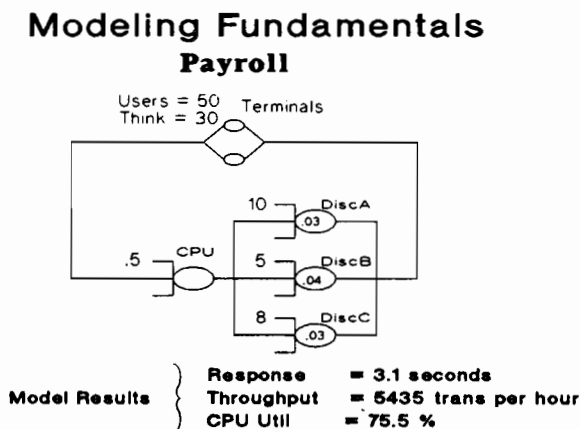 Modeling Fundamentals
Payroll
Users = 50
Think = 30
Terminals
10
DiscA
.03
.5
CPU
5
DiscB
.04
8
DiscC
.03
Model Results
Response = 3.1 seconds
Throughput = 5435 trans per hour
CPU Util = 75.5 %